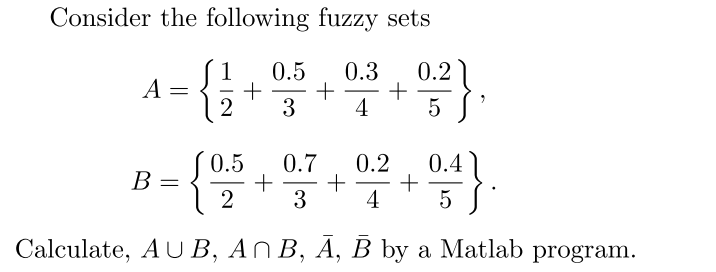 Consider the following fuzzy sets
A = { 1/2 + 0.5/3 + 0.3/4 + 0.2/5 },
B = { 0.5/2 + 0.7/3 + 0.2/4 + 0.4/5 }.
Calculate, A ∪ B, A ∩ B, Ā, B̄ by a Matlab program.